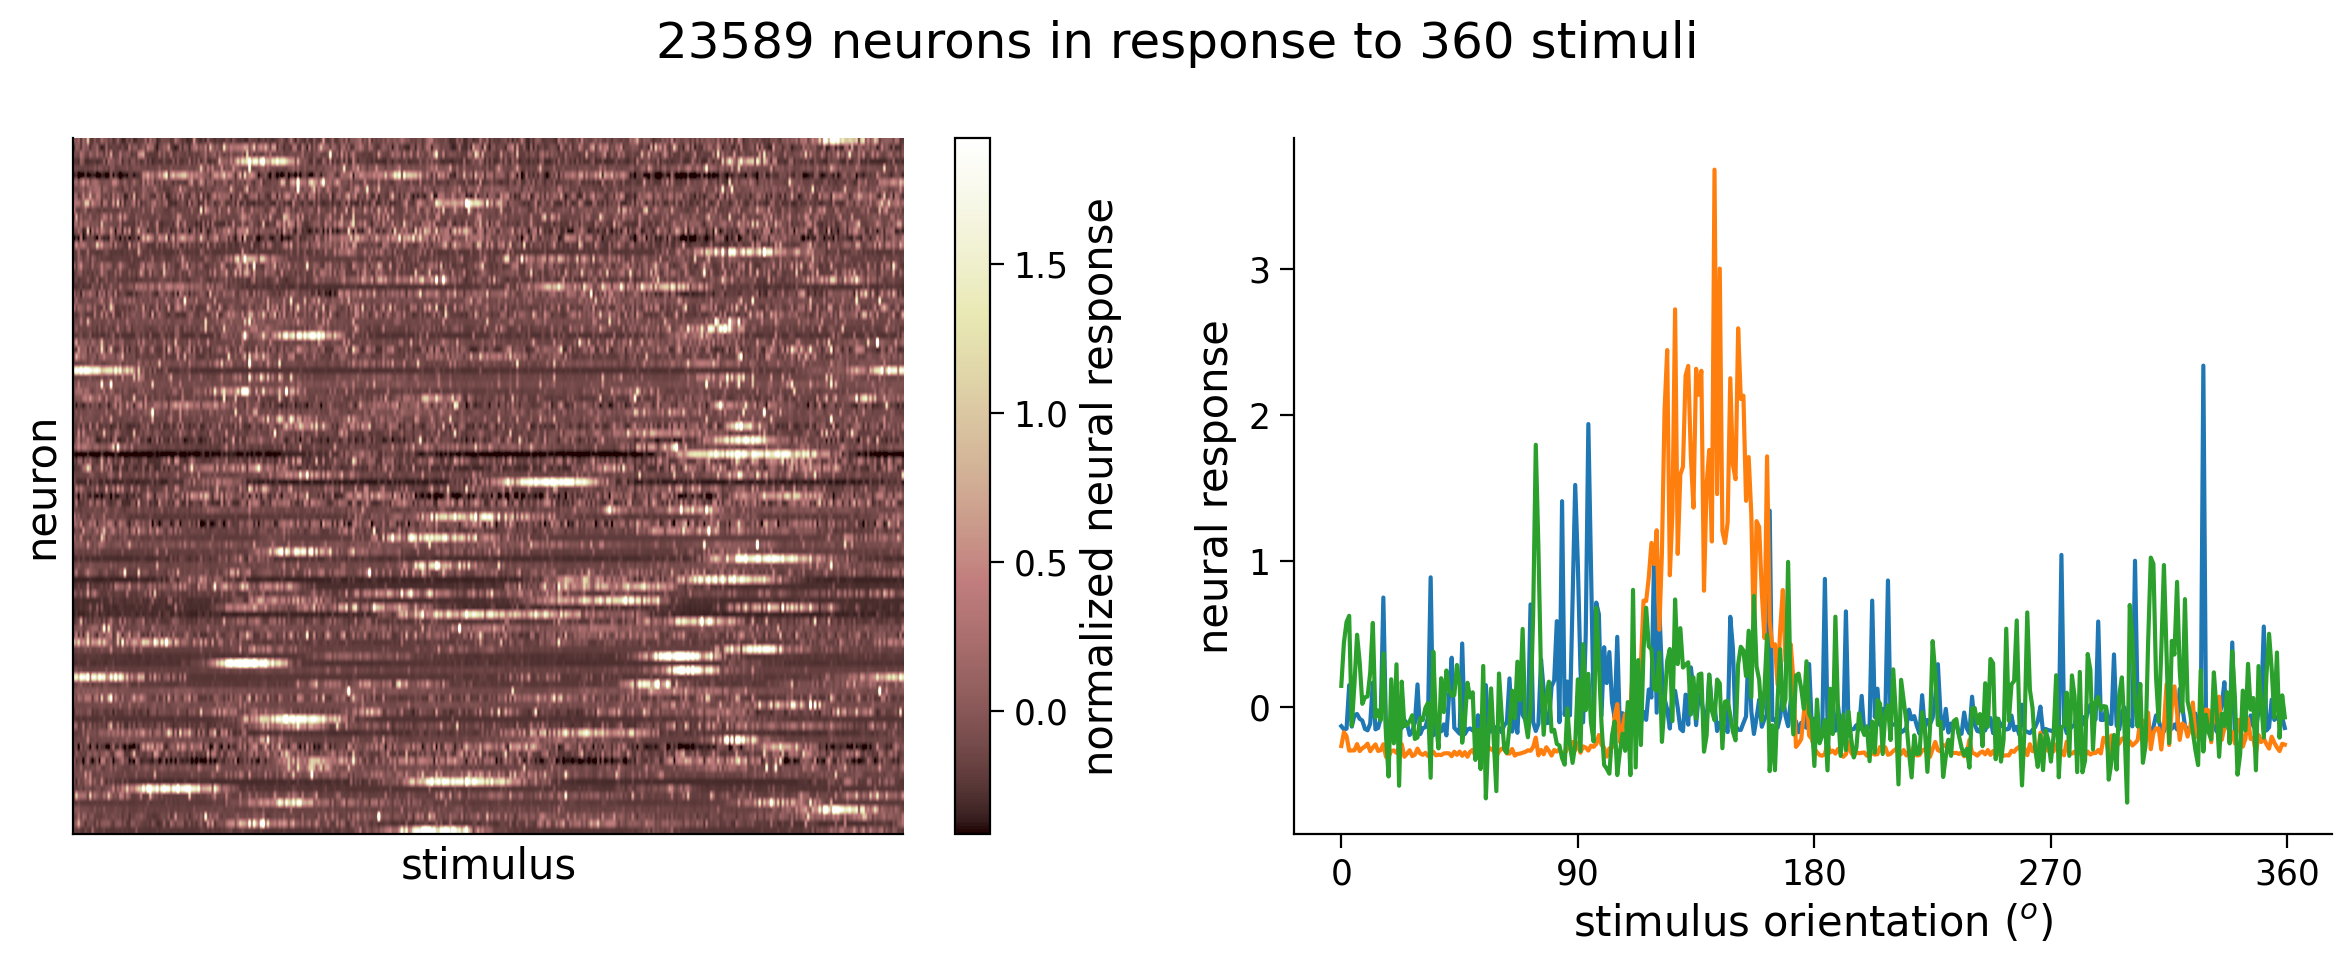 23589 neurons in response to 360 stimuli
neuron
stimulus
1.5
1.0
0.5
0.0
normalized neural response
neural response
3
2
1
0
0 90 180 270 360
stimulus orientation (°)